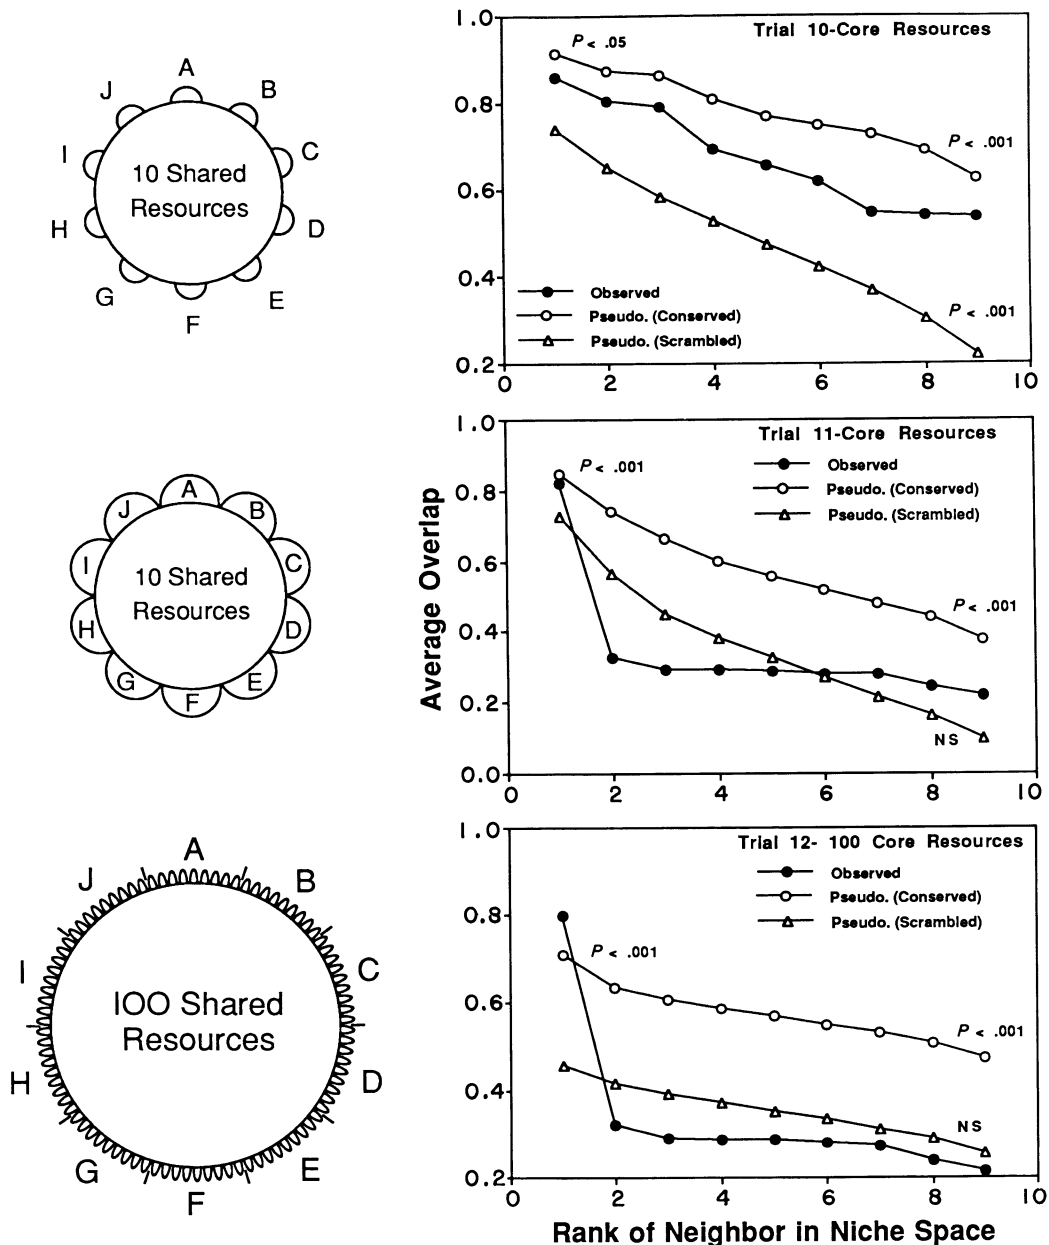 A
B
C
D
E
F
G
H
I
J
10 Shared
Resources
1.0
0.8
0.6
0.4
0.2
0
2
4
6
8
10
Trial 10-Core Resources
P < .05
P < .001
P < .001
Observed
Pseudo. (Conserved)
Pseudo. (Scrambled)
A
B
C
D
E
F
G
H
I
J
10 Shared
Resources
Average Overlap
1.0
0.8
0.6
0.4
0.2
0.0
0
2
4
6
8
10
Trial 11-Core Resources
Observed
Pseudo. (Conserved)
Pseudo. (Scrambled)
P < .001
P < .001
NS
A
B
C
D
E
F
G
H
I
J
100 Shared
Resources
1.0
0.8
0.6
0.4
0.2
0
2
4
6
8
10
Trial 12- 100 Core Resources
Observed
Pseudo. (Conserved)
Pseudo. (Scrambled)
P < .001
P < .001
NS
Rank of Neighbor in Niche Space